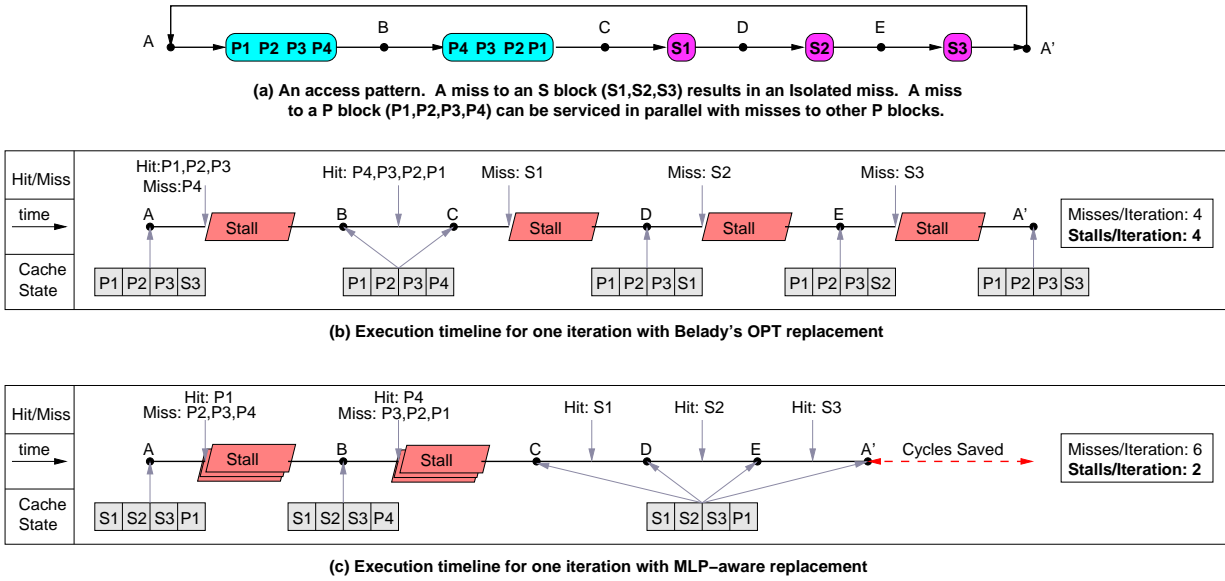 A P1 P2 P3 P4 B P4 P3 P2 P1 C S1 D S2 E S3 A'
(a) An access pattern. A miss to an S block (S1,S2,S3) results in an Isolated miss. A miss
to a P block (P1,P2,P3,P4) can be serviced in parallel with misses to other P blocks.
Hit/Miss
Hit:P1,P2,P3
Miss:P4
Hit: P4,P3,P2,P1
Miss: S1
Miss: S2
Miss: S3
time
A Stall B C Stall D Stall E Stall A'
Misses/Iteration: 4
Stalls/Iteration: 4
Cache
State
P1 P2 P3 S3
P1 P2 P3 P4
P1 P2 P3 S1
P1 P2 P3 S2
P1 P2 P3 S3
(b) Execution timeline for one iteration with Belady's OPT replacement
Hit/Miss
Hit: P1
Miss: P2,P3,P4
Hit: P4
Miss: P3,P2,P1
Hit: S1
Hit: S2
Hit: S3
time
A Stall B Stall C D E A' Cycles Saved
Misses/Iteration: 6
Stalls/Iteration: 2
Cache
State
S1 S2 S3 P1
S1 S2 S3 P4
S1 S2 S3 P1
(c) Execution timeline for one iteration with MLP−aware replacement